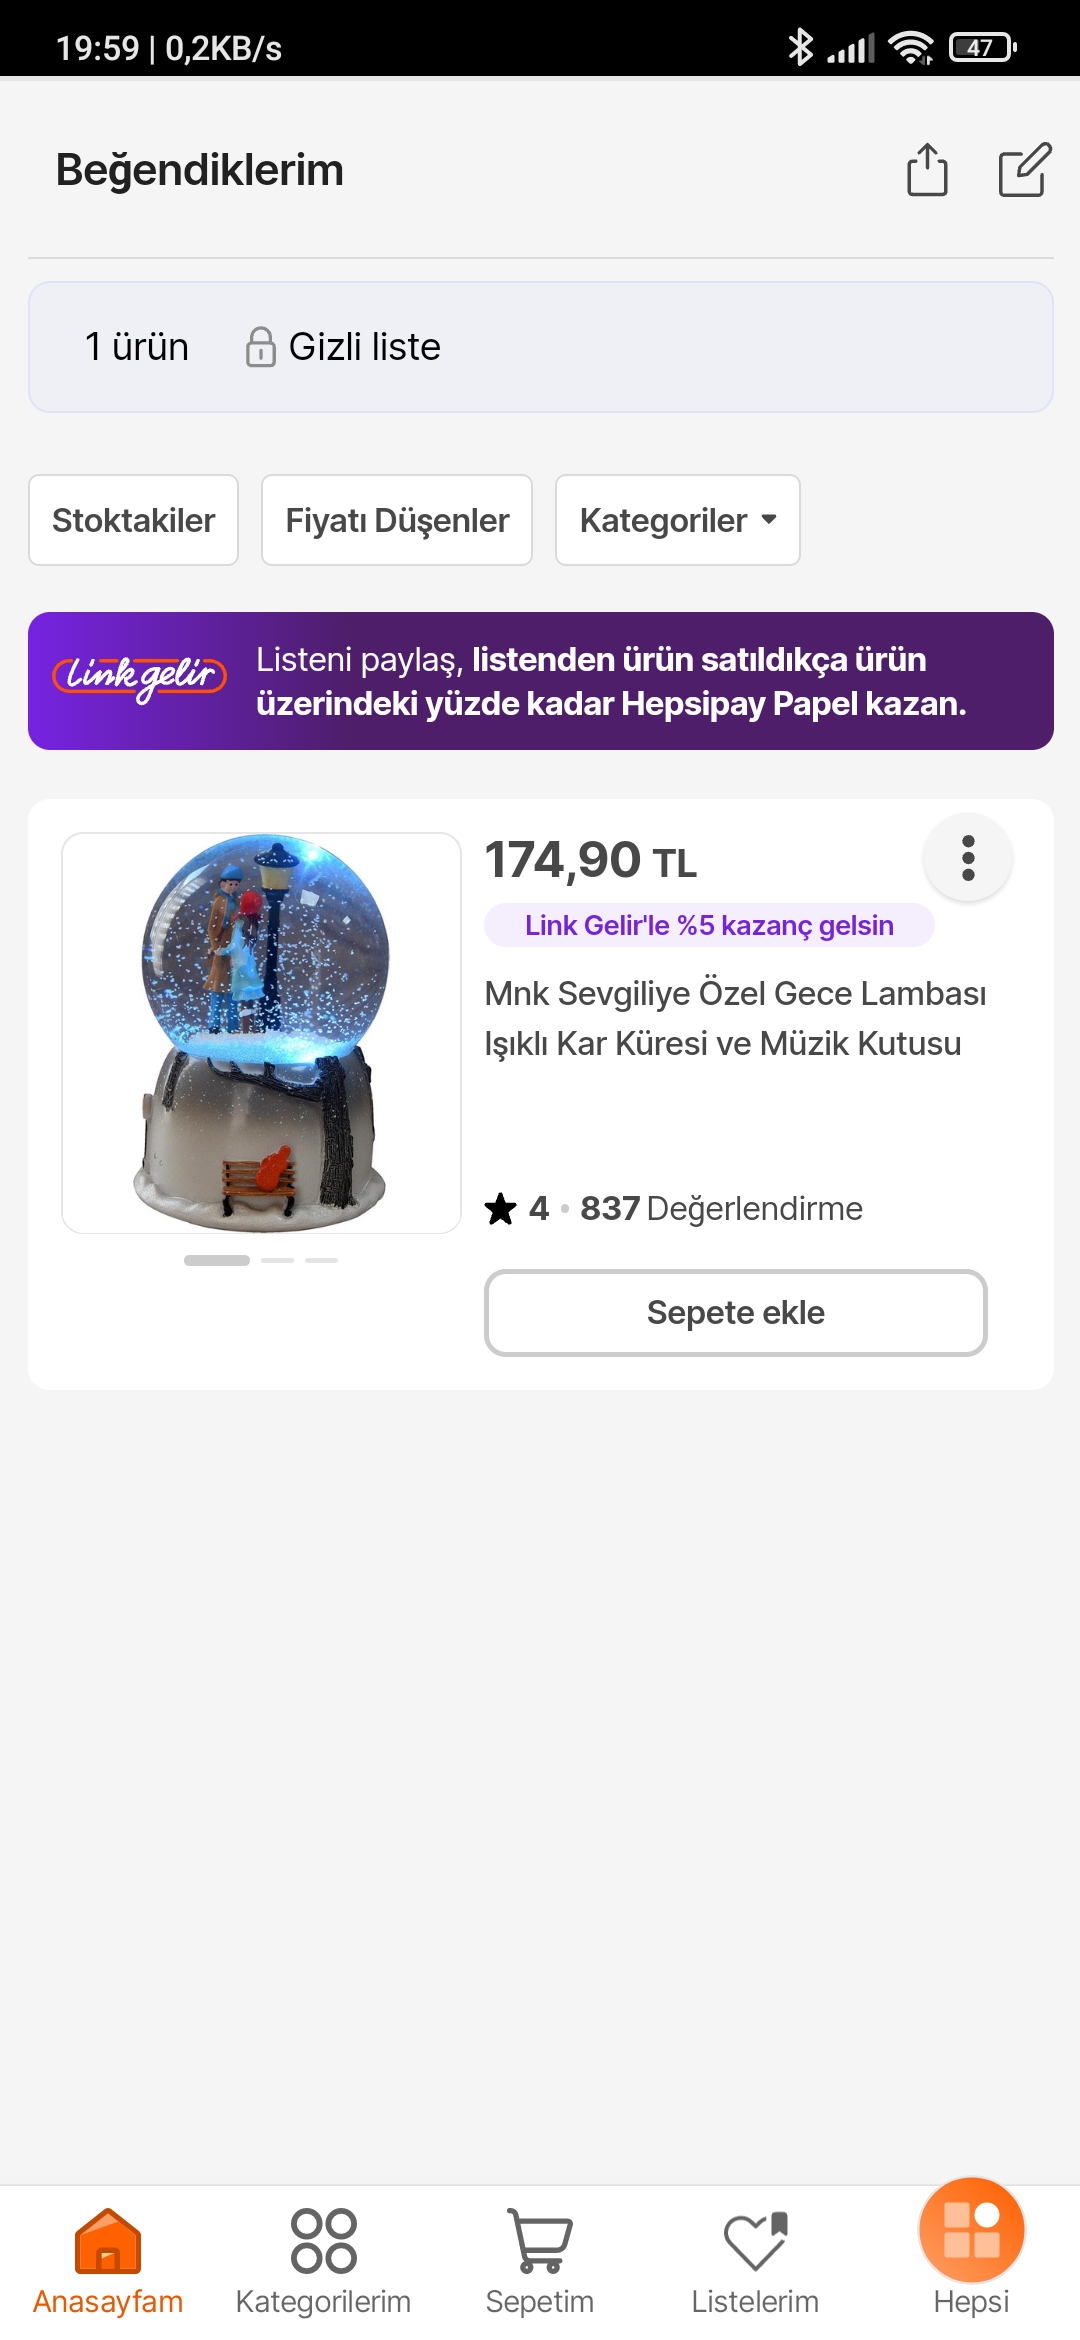 19:59 | 0,2KB/s
47
Beğendiklerim
1 ürün
Gizli liste
Stoktakiler
Fiyatı Düşenler
Kategoriler
Link gelir
Listeni paylaş, listenden ürün satıldıkça ürün
üzerindeki yüzde kadar Hepsipay Papel kazan.
174,90 TL
Link Gelir'le %5 kazanç gelsin
Mnk Sevgiliye Özel Gece Lambası
Işıklı Kar Küresi ve Müzik Kutusu
4 • 837 Değerlendirme
Sepete ekle
Anasayfam
Kategorilerim
Sepetim
Listelerim
Hepsi